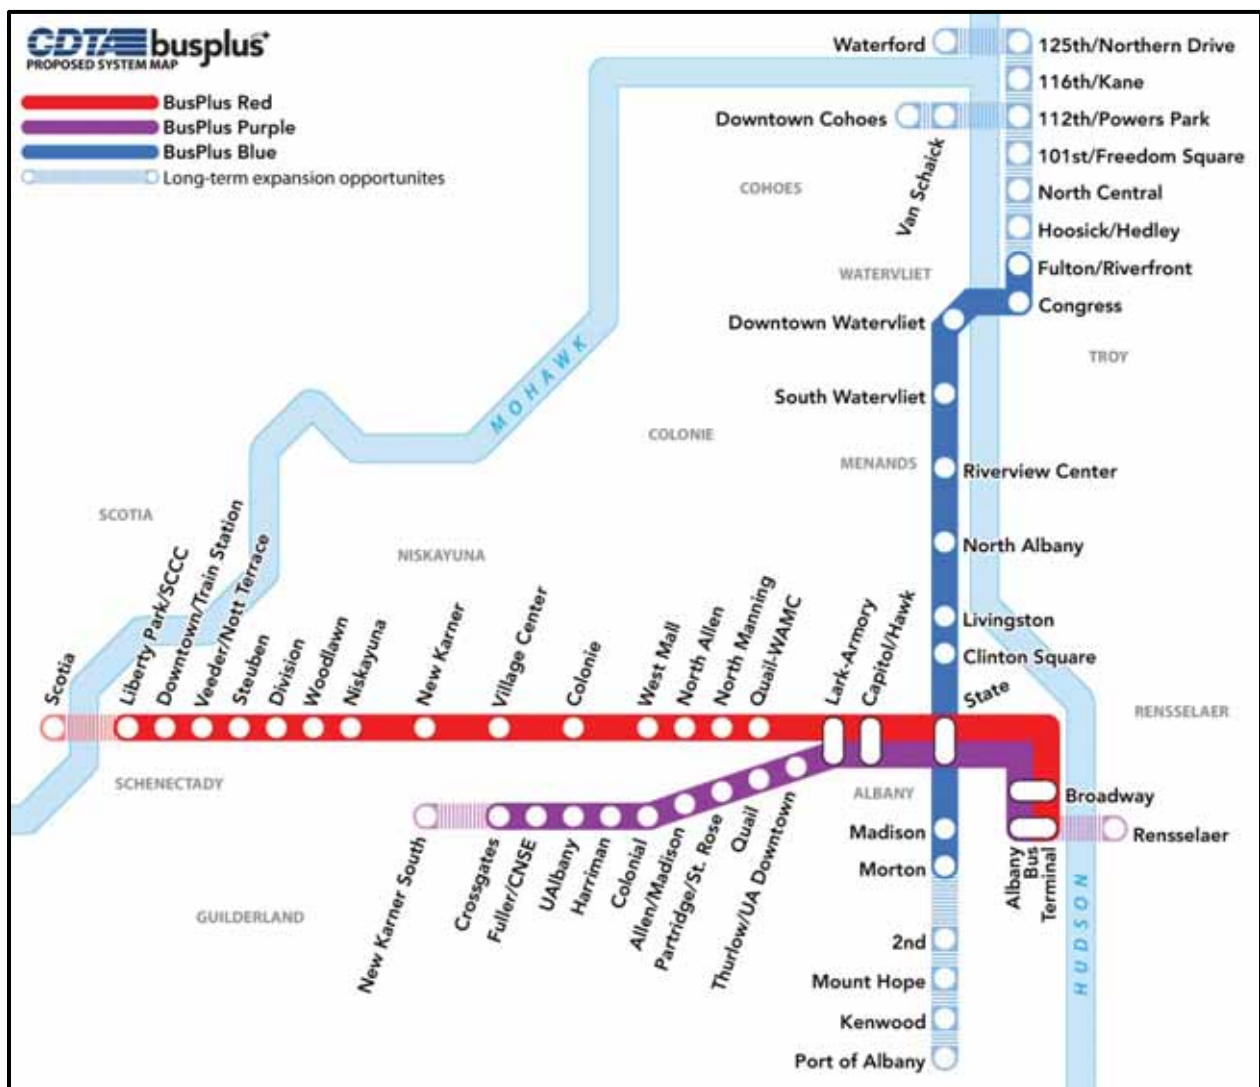 CDTA busplus+
PROPOSED SYSTEM MAP
BusPlus Red
BusPlus Purple
BusPlus Blue
Long-term expansion opportunites
Waterford
125th/Northern Drive
116th/Kane
Downtown Cohoes
112th/Powers Park
Van Schaick
101st/Freedom Square
COHOES
North Central
Hoosick/Hedley
WATERVLIET
Fulton/Riverfront
Congress
Downtown Watervliet
MOHAWK
TROY
South Watervliet
COLONIE
MENANDS
Riverview Center
SCOTIA
NISKAYUNA
North Albany
Livingston
Clinton Square
Scotia
Liberty Park/SCCC
Downtown/Train Station
Veeder/Nott Terrace
Steuben
Division
Woodlawn
Niskayuna
New Karner
Village Center
Colonie
West Mall
North Allen
North Manning
Quail-WAMC
Lark-Armory
Capitol/Hawk
State
RENSSELAER
SCHENECTADY
ALBANY
Broadway
Madison
Rensselaer
Morton
Albany
Bus
Terminal
New Karner South
Crossgates
Fuller/CNSE
UAlbany
Harriman
Colonial
Allen/Madison
Partridge/St. Rose
Quail
Thurlow/UA Downtown
GUILDERLAND
HUDSON
2nd
Mount Hope
Kenwood
Port of Albany